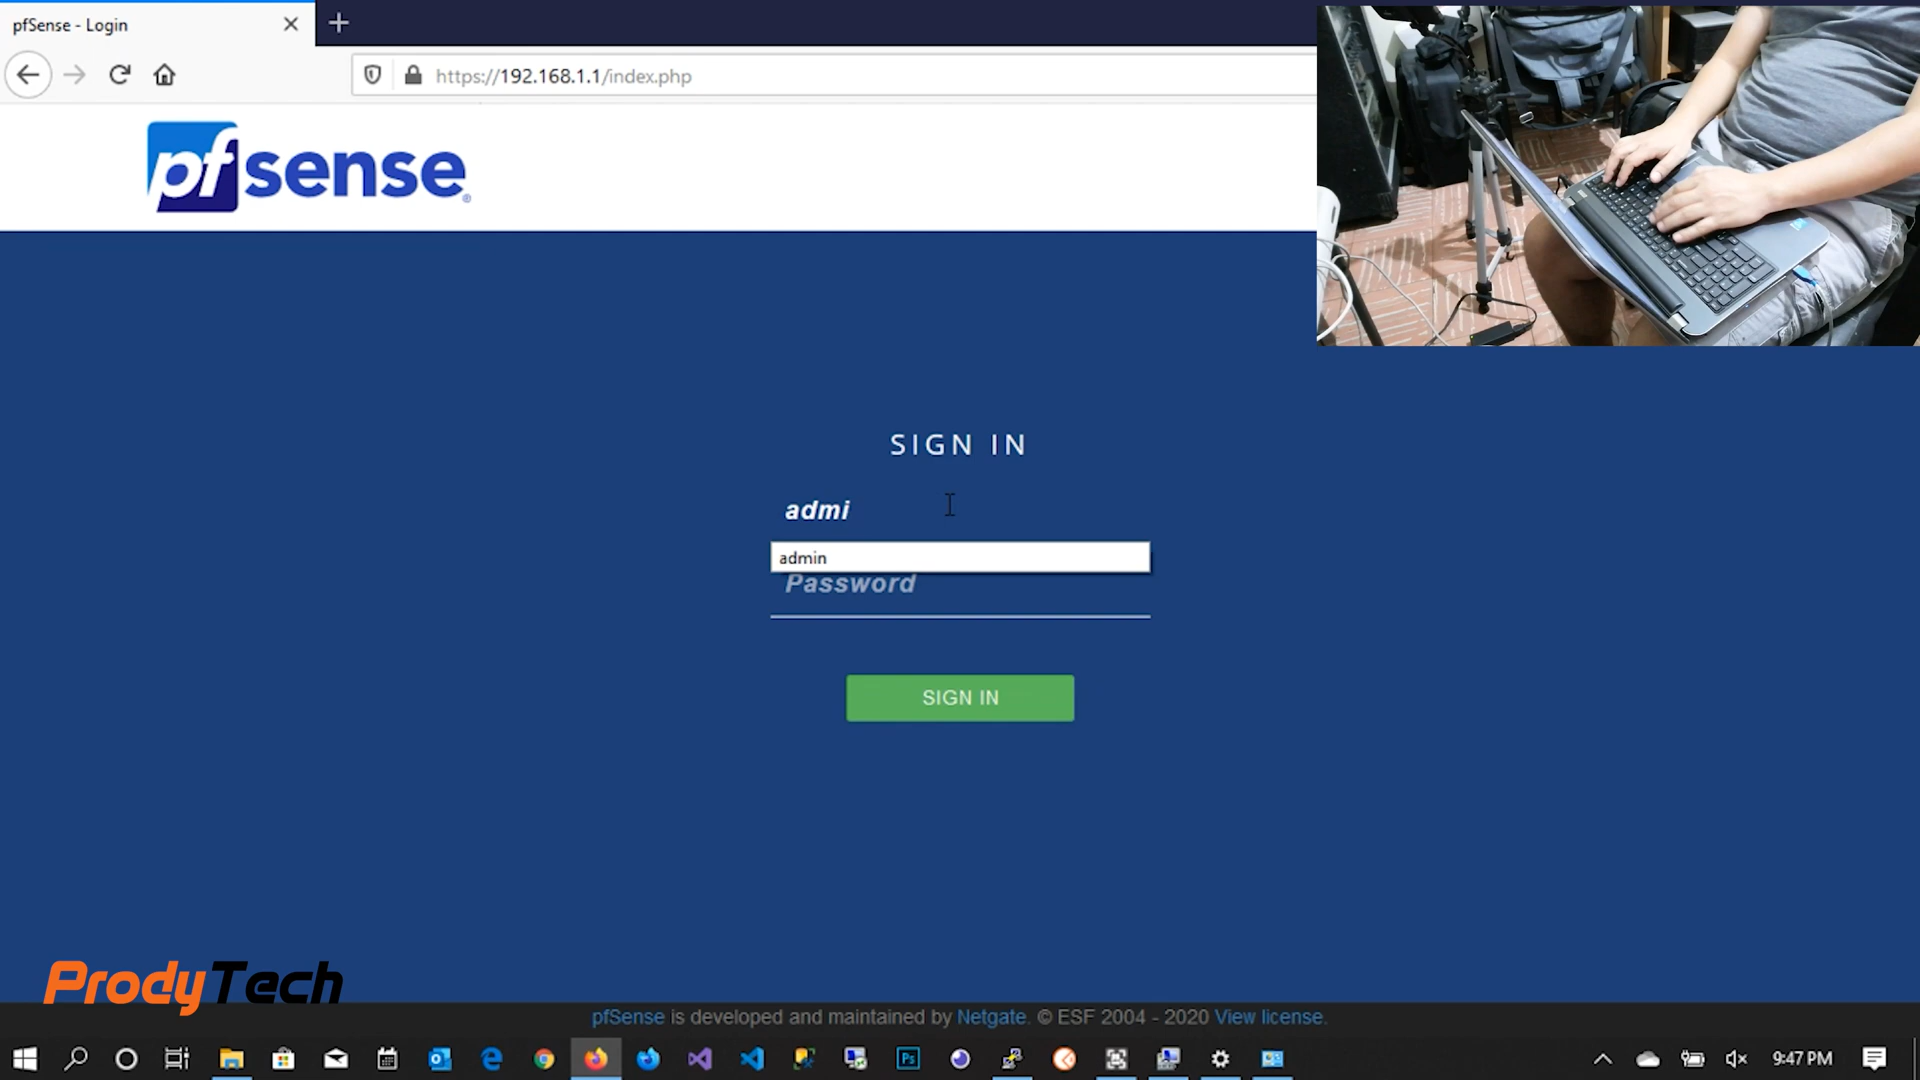 pfSense - Login
https://192.168.1.1/index.php
pfsense®
SIGN IN
admi
admin
Password
SIGN IN
ProdyTech
pfSense is developed and maintained by Netgate. © ESF 2004 - 2020 View license.
Ps
9:47 PM